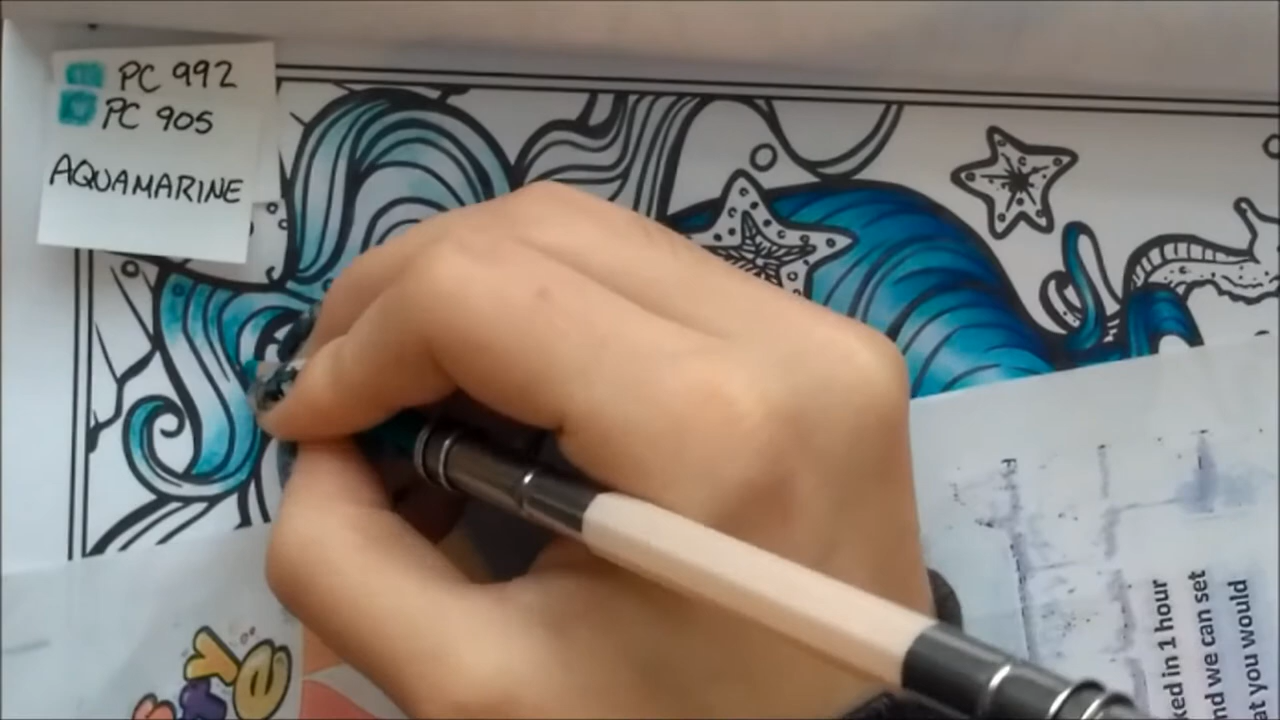 PC 992
PC 905
AQUAMARINE
ked in 1 hour
nd we can set
at you would